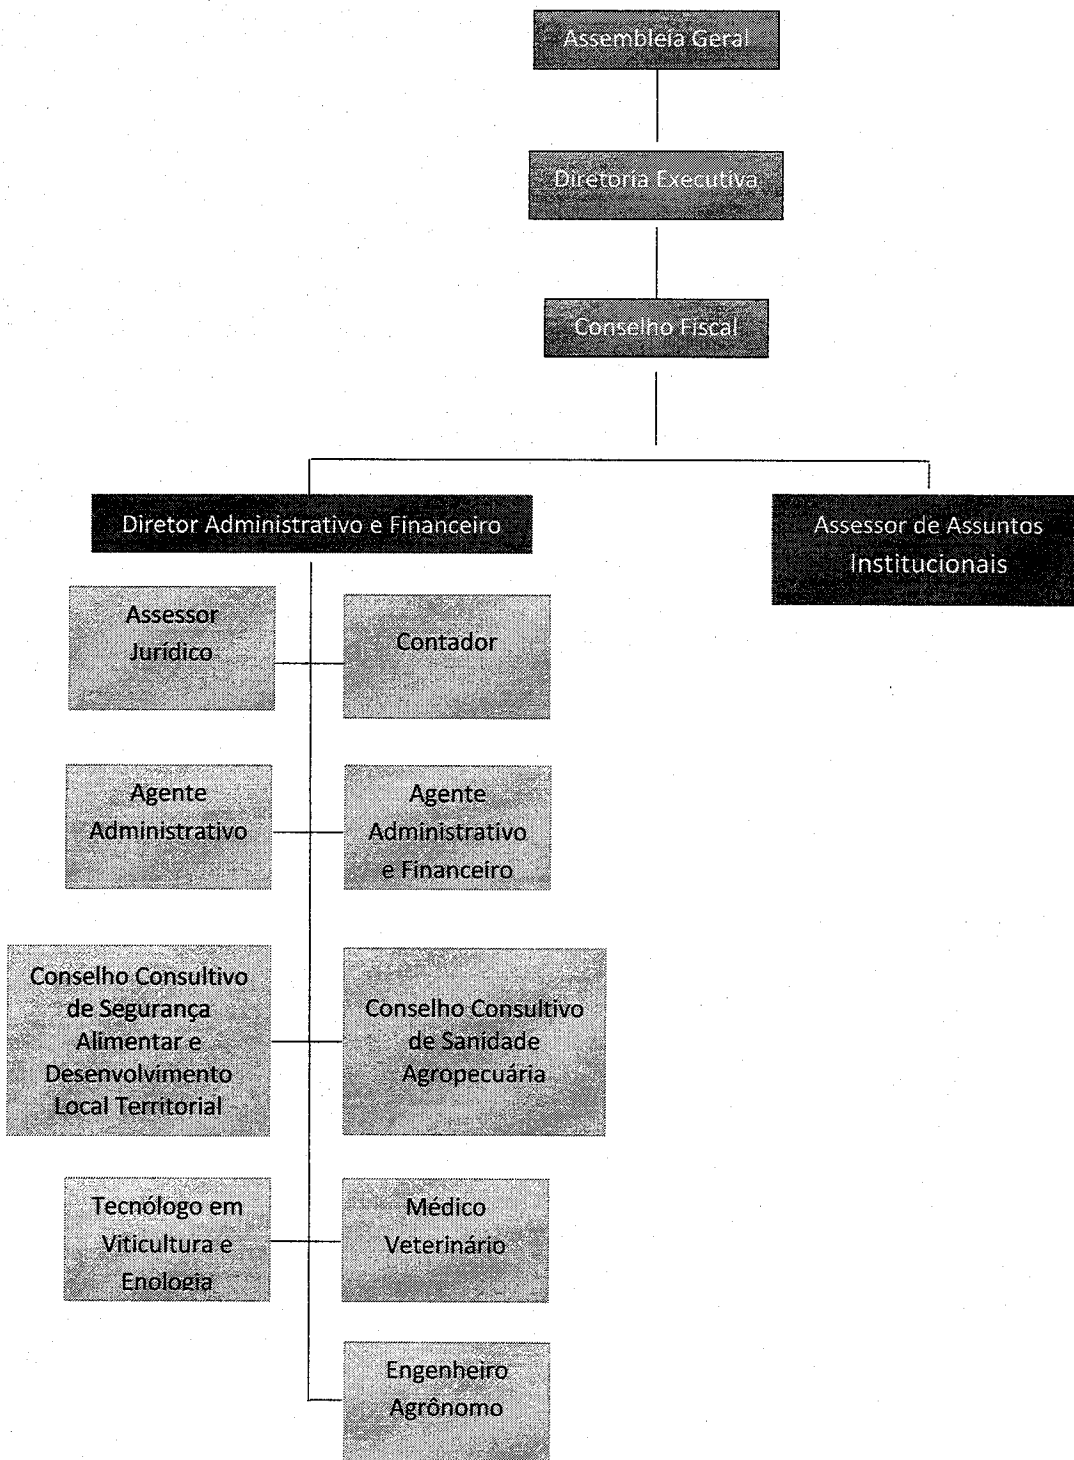 Assembleia Geral
Diretoria Executiva
Conselho Fiscal
Diretor Administrativo e Financeiro
Assessor de Assuntos
Institucionais
Assessor
Jurídico
Contador
Agente
Administrativo
Agente
Administrativo
e Financeiro
Conselho Consultivo
de Segurança
Alimentar e
Desenvolvimento
Local Territorial
Conselho Consultivo
de Sanidade
Agropecuária
Tecnólogo em
Viticultura e
Enologia
Médico
Veterinário
Engenheiro
Agrônomo